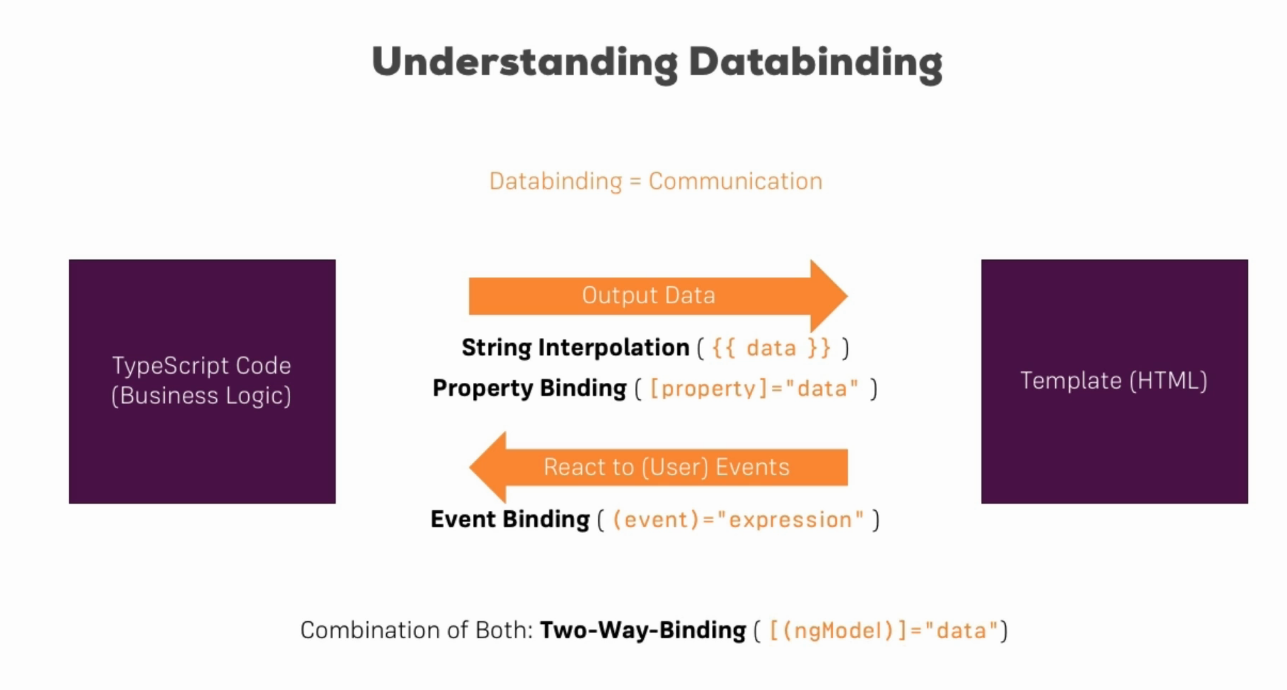 Understanding Databinding
Databinding = Communication
TypeScript Code
(Business Logic)
Output Data
String Interpolation ( {{ data }} )
Property Binding ( [property]="data" )
React to (User) Events
Event Binding ( (event)="expression" )
Template (HTML)
Combination of Both: Two-Way-Binding ( [(ngModel)]="data")